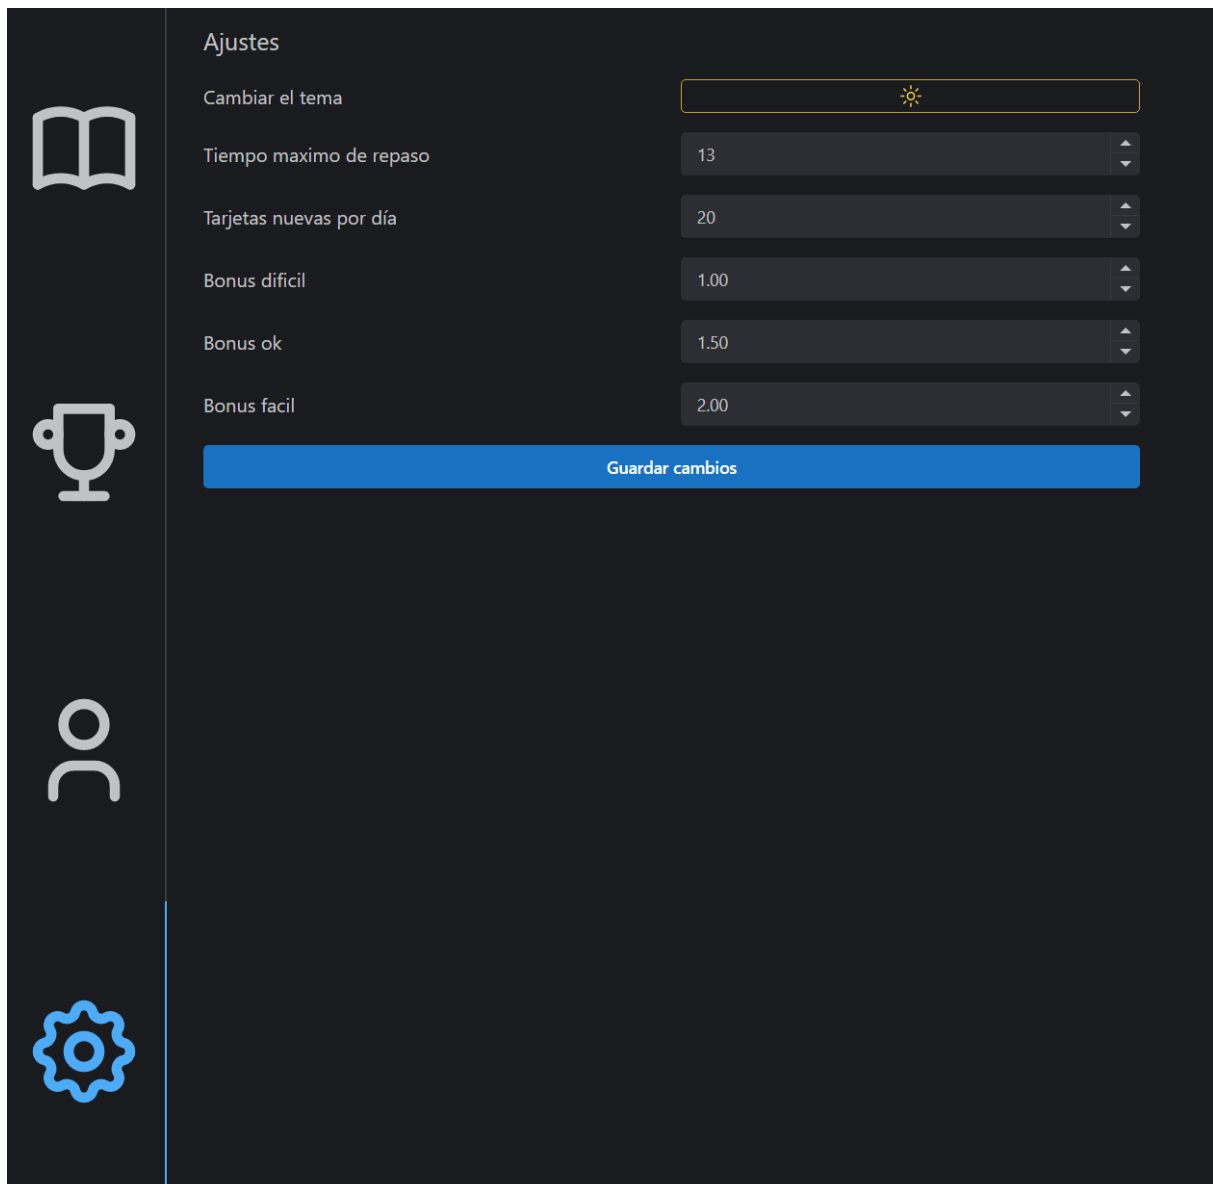 Ajustes
Cambiar el tema
Tiempo maximo de repaso 13
Tarjetas nuevas por día 20
Bonus dificil 1.00
Bonus ok 1.50
Bonus facil 2.00
Guardar cambios